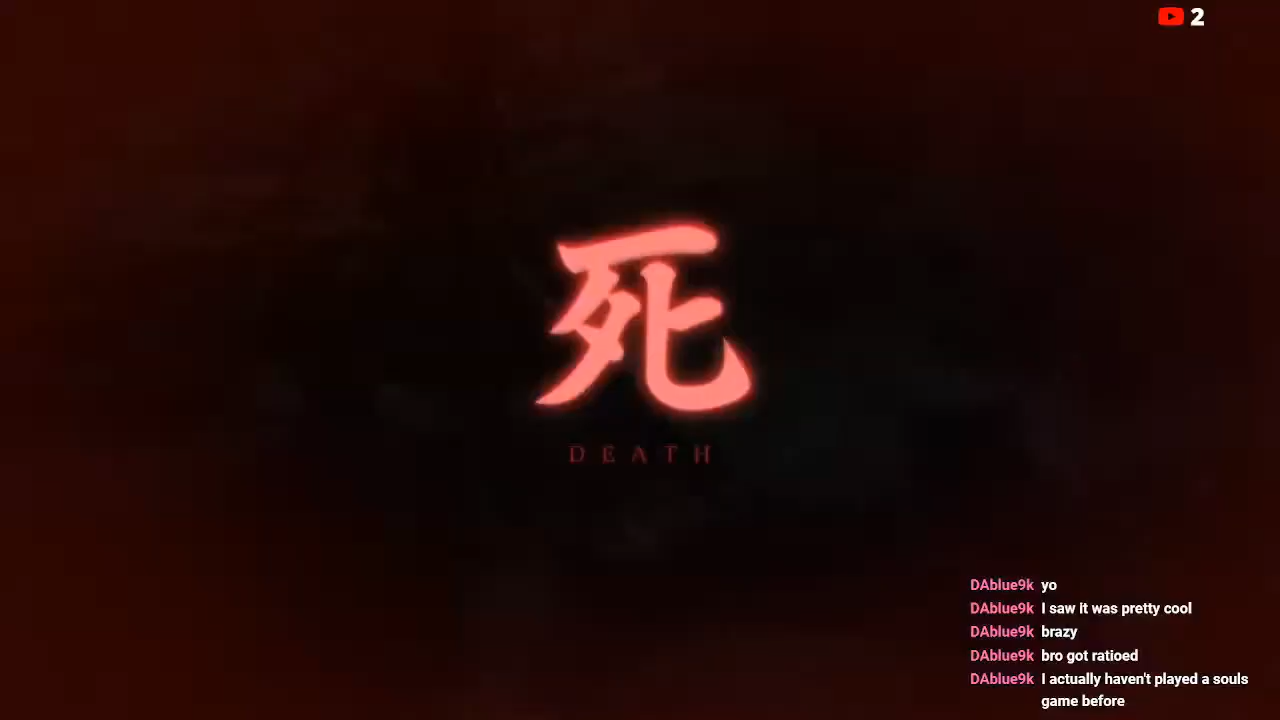 2
死
DEATH
DAblue9k yo
DAblue9k I saw it was pretty cool
DAblue9k brazy
DAblue9k bro got ratioed
DAblue9k I actually haven't played a souls
game before